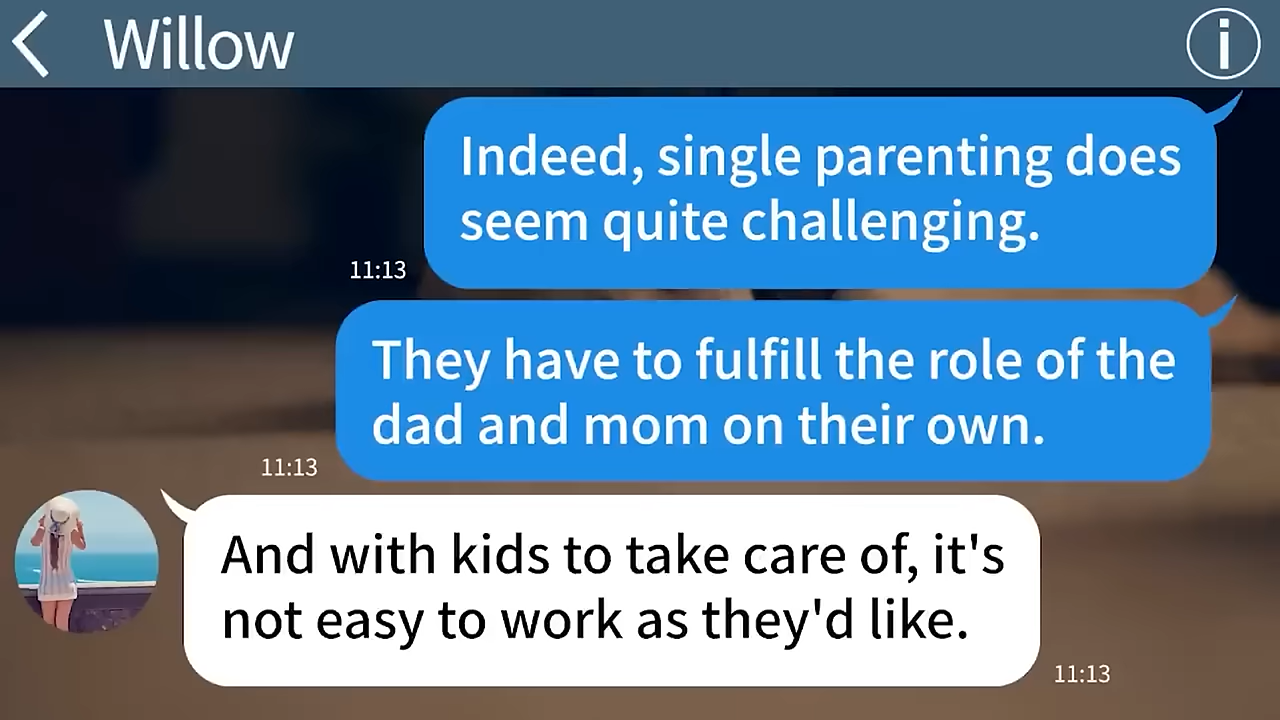 Willow
Indeed, single parenting does
seem quite challenging.
11:13
They have to fulfill the role of the
dad and mom on their own.
11:13
And with kids to take care of, it's
not easy to work as they'd like.
11:13